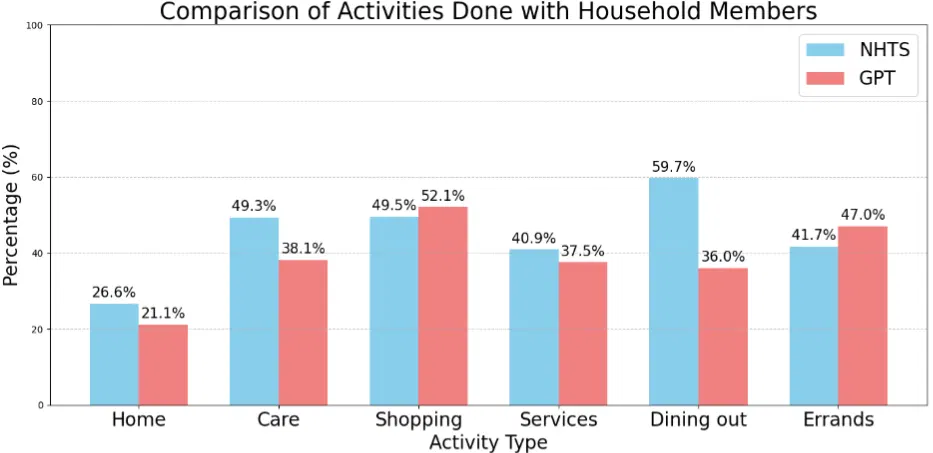 Comparison of Activities Done with Household Members
Percentage (%)
100
80
60
40
20
0
NHTS
GPT
26.6%
21.1%
49.3%
38.1%
49.5%
52.1%
40.9%
37.5%
59.7%
36.0%
41.7%
47.0%
Home
Care
Shopping
Services
Dining out
Errands
Activity Type